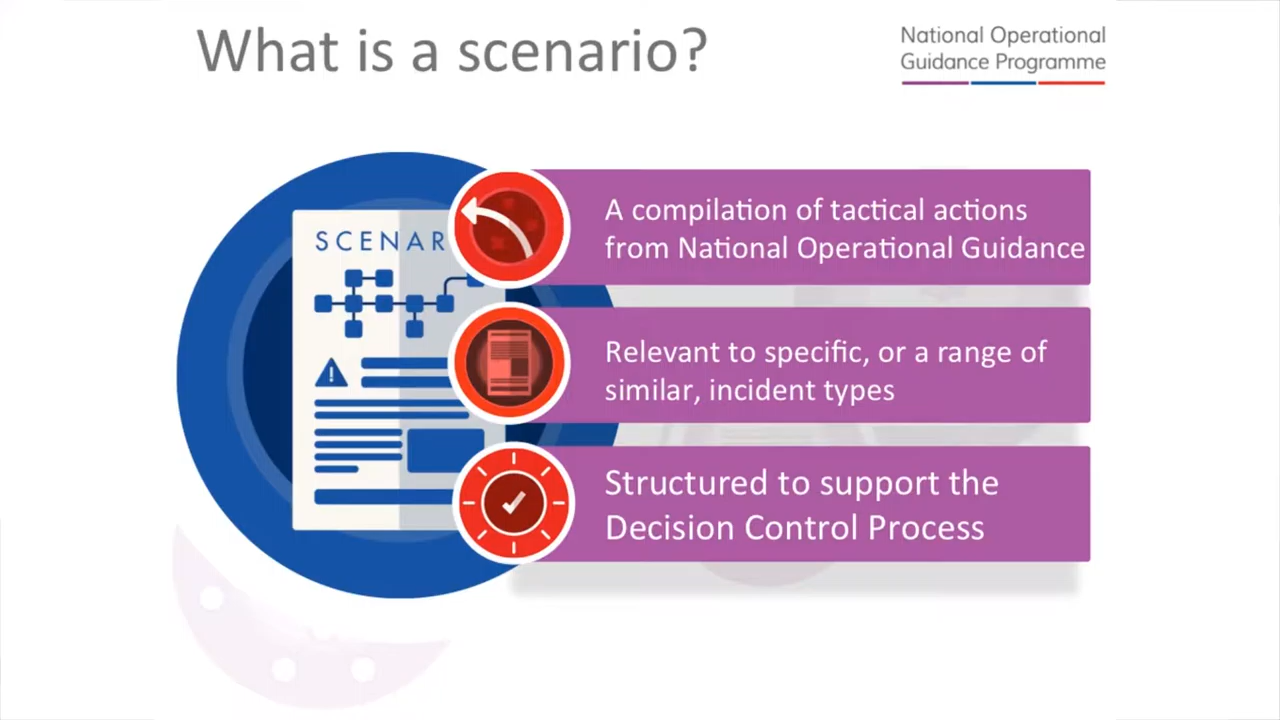 What is a scenario?
National Operational
Guidance Programme
SCENAR
A compilation of tactical actions
from National Operational Guidance
Relevant to specific, or a range of
similar, incident types
Structured to support the
Decision Control Process